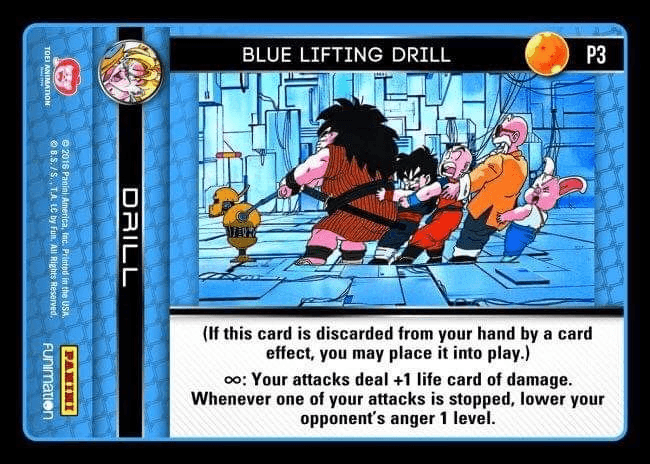 BLUE LIFTING DRILL
P3
DRILL
(If this card is discarded from your hand by a card
effect, you may place it into play.)
∞: Your attacks deal +1 life card of damage.
Whenever one of your attacks is stopped, lower your
opponent's anger 1 level.
TOEI ANIMATION
© 2016 Panini America, Inc. Printed in the USA.
© B.S./S., T.A. LIC by Fun. All Rights Reserved.
PANINI
FUNIMATION